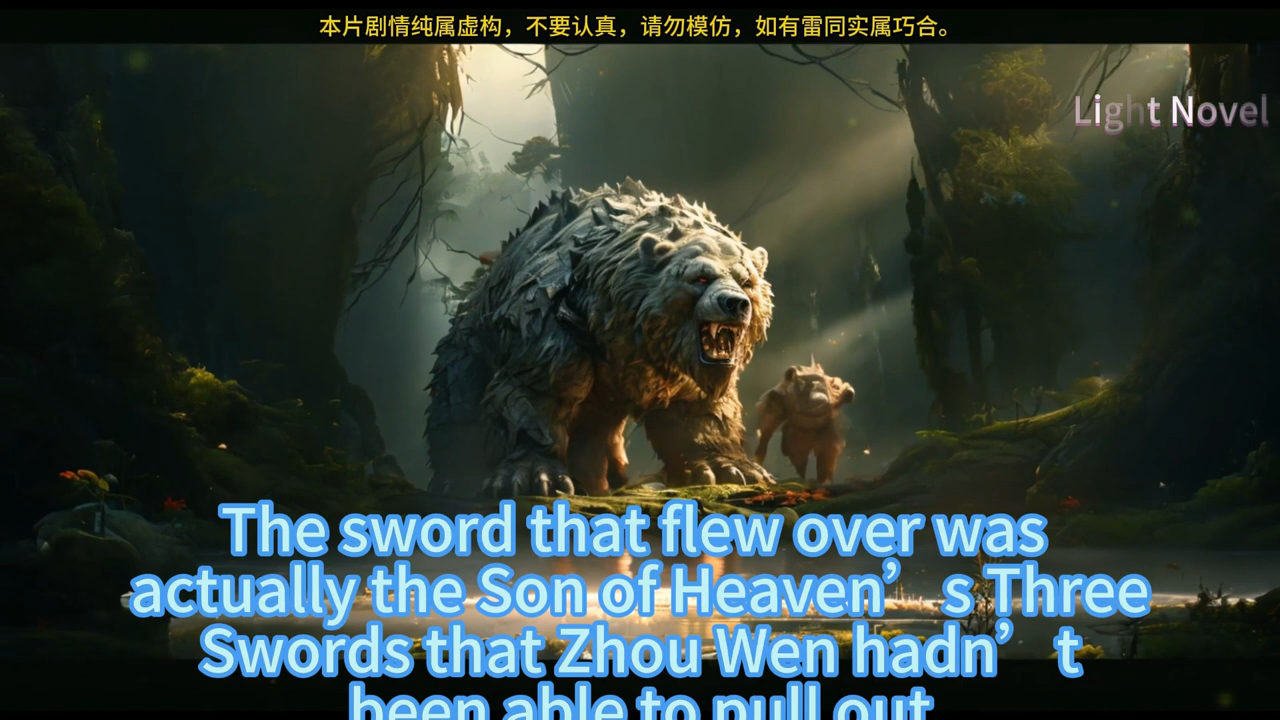 本片剧情纯属虚构，不要认真，请勿模仿，如有雷同实属巧合。
Light Novel
The sword that flew over was
actually the Son of Heaven’s Three
Swords that Zhou Wen hadn’t
been able to pull out